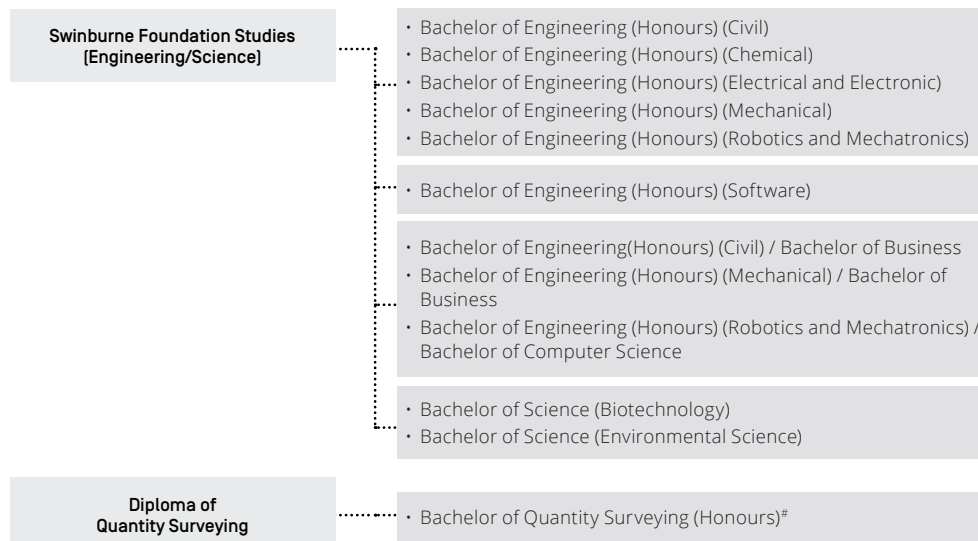 Swinburne Foundation Studies
(Engineering/Science)
• Bachelor of Engineering (Honours) (Civil)
• Bachelor of Engineering (Honours) (Chemical)
• Bachelor of Engineering (Honours) (Electrical and Electronic)
• Bachelor of Engineering (Honours) (Mechanical)
• Bachelor of Engineering (Honours) (Robotics and Mechatronics)
• Bachelor of Engineering (Honours) (Software)
• Bachelor of Engineering(Honours) (Civil) / Bachelor of Business
• Bachelor of Engineering (Honours) (Mechanical) / Bachelor of
Business
• Bachelor of Engineering (Honours) (Robotics and Mechatronics) /
Bachelor of Computer Science
• Bachelor of Science (Biotechnology)
• Bachelor of Science (Environmental Science)
Diploma of
Quantity Surveying
• Bachelor of Quantity Surveying (Honours)#